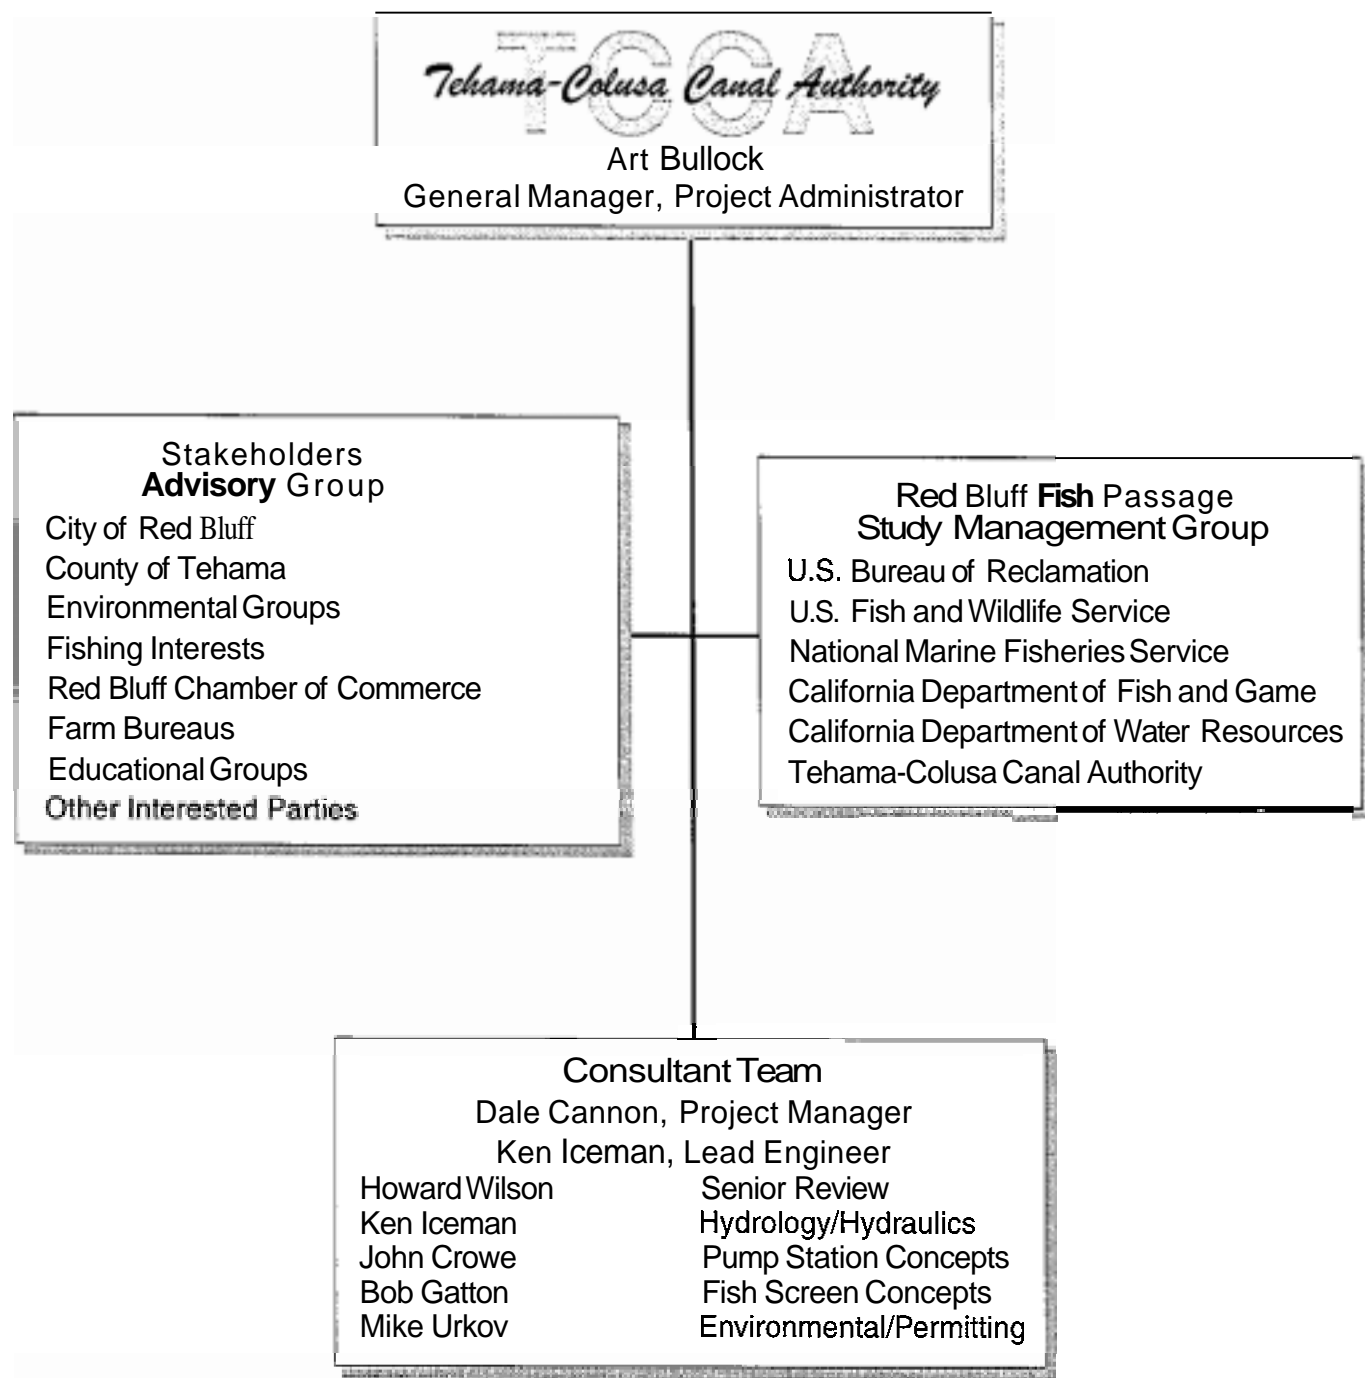 TCCA
Tehama-Colusa Canal Authority
Art Bullock
General Manager, Project Administrator
Stakeholders
Advisory Group
City of Red Bluff
County of Tehama
Environmental Groups
Fishing Interests
Red Bluff Chamber of Commerce
Farm Bureaus
Educational Groups
Other Interested Parties
Red Bluff Fish Passage
Study Management Group
U.S. Bureau of Reclamation
U.S. Fish and Wildlife Service
National Marine Fisheries Service
California Department of Fish and Game
California Department of Water Resources
Tehama-Colusa Canal Authority
Consultant Team
Dale Cannon, Project Manager
Ken Iceman, Lead Engineer
Howard Wilson Senior Review
Ken Iceman Hydrology/Hydraulics
John Crowe Pump Station Concepts
Bob Gatton Fish Screen Concepts
Mike Urkov Environmental/Permitting